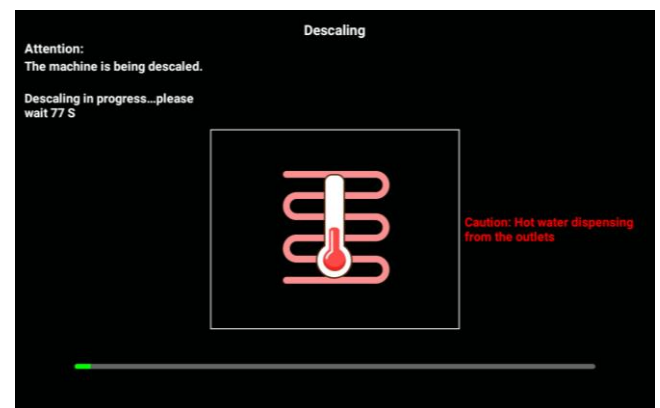 Descaling
Attention:
The machine is being descaled.
Descaling in progress...please
wait 77 S
Caution: Hot water dispensing
from the outlets